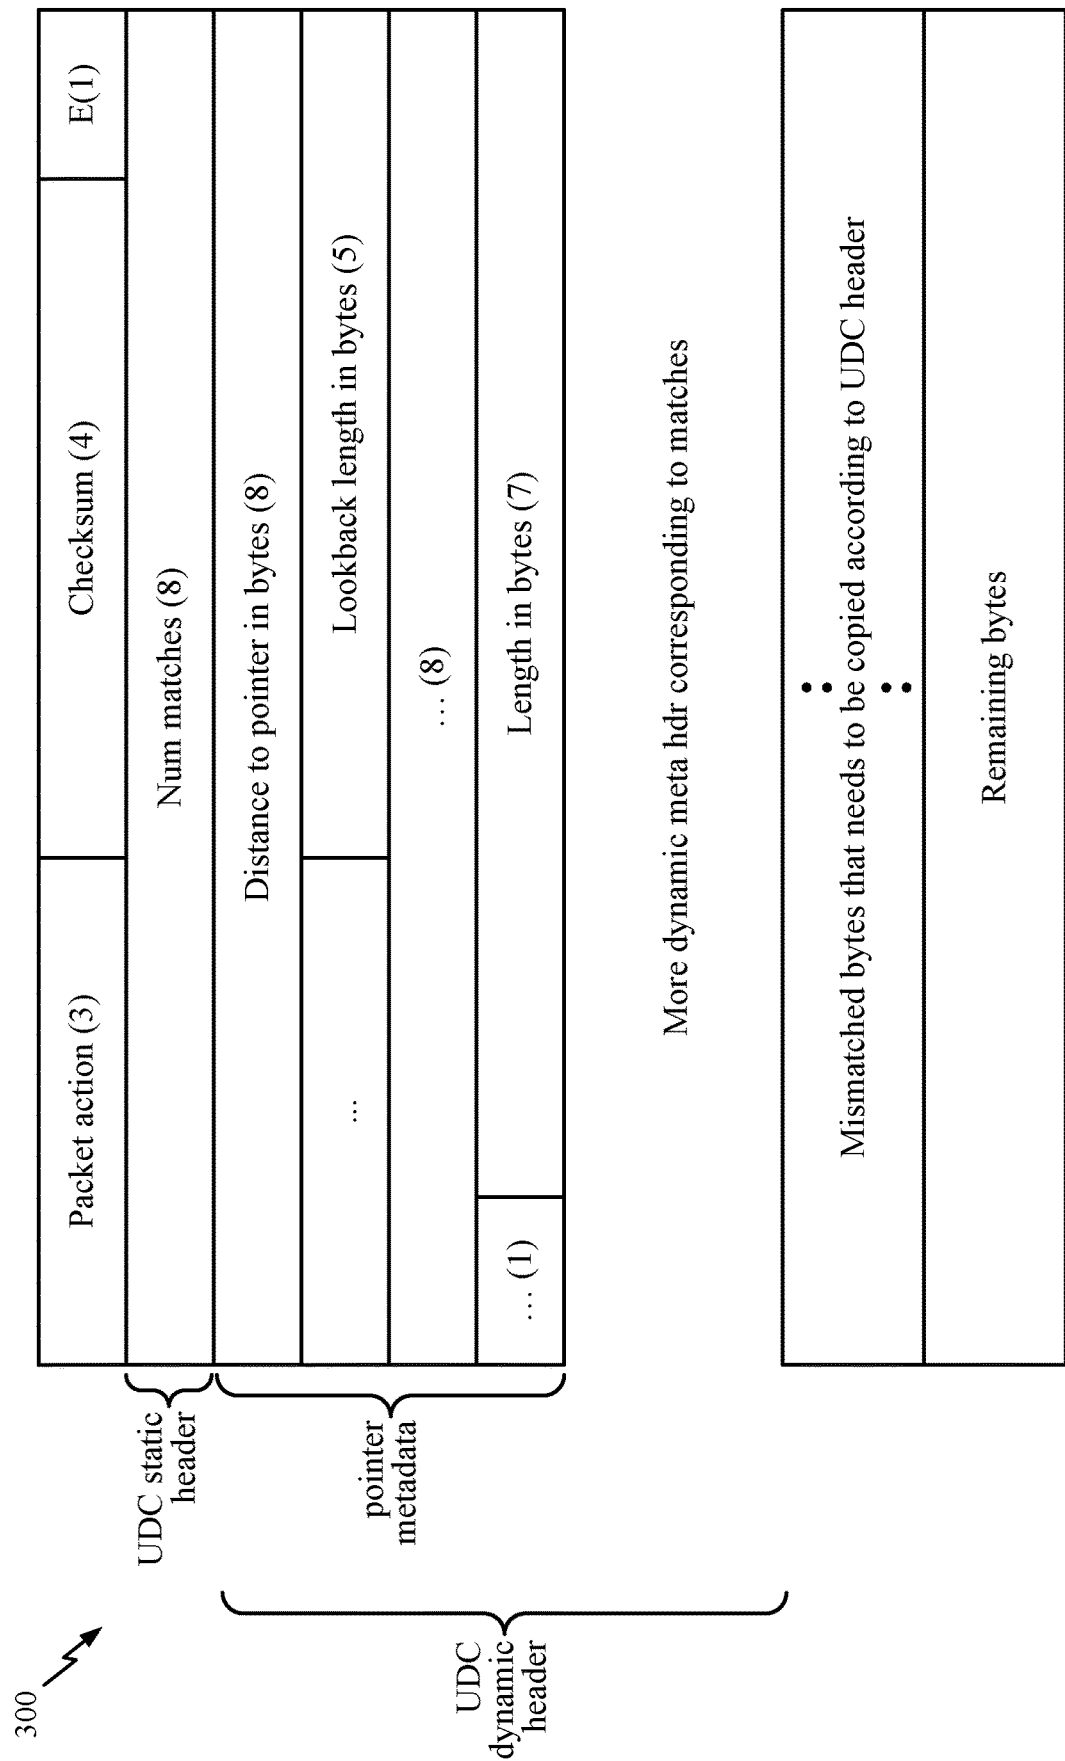 300
Packet action (3)
Checksum (4)
E(1)
UDC static
header
Num matches (8)
pointer
metadata
Distance to pointer in bytes (8)
...
Lookback length in bytes (5)
... (8)
... (1)
Length in bytes (7)
UDC
dynamic
header
More dynamic meta hdr corresponding to matches
Mismatched bytes that needs to be copied according to UDC header
Remaining bytes